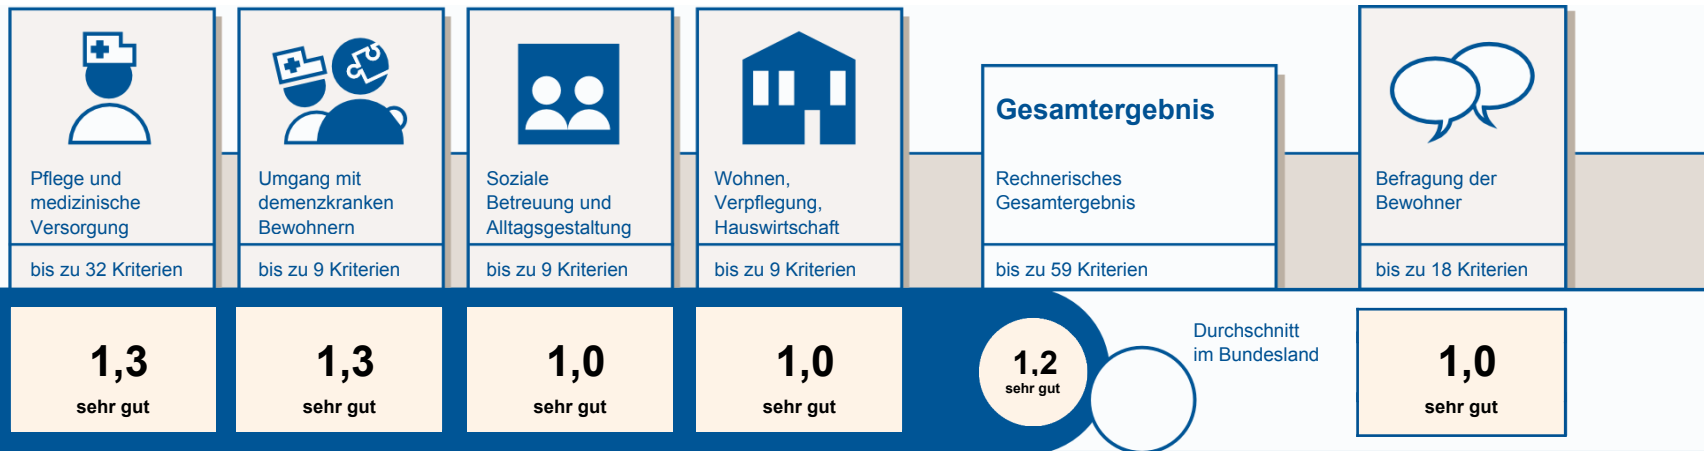 Pflege und
medizinische
Versorgung
bis zu 32 Kriterien
1,3
sehr gut
Umgang mit
demenzkranken
Bewohnern
bis zu 9 Kriterien
1,3
sehr gut
Soziale
Betreuung und
Alltagsgestaltung
bis zu 9 Kriterien
1,0
sehr gut
Wohnen,
Verpflegung,
Hauswirtschaft
bis zu 9 Kriterien
1,0
sehr gut
Gesamtergebnis
Rechnerisches
Gesamtergebnis
bis zu 59 Kriterien
1,2
sehr gut
Durchschnitt
im Bundesland
Befragung der
Bewohner
bis zu 18 Kriterien
1,0
sehr gut